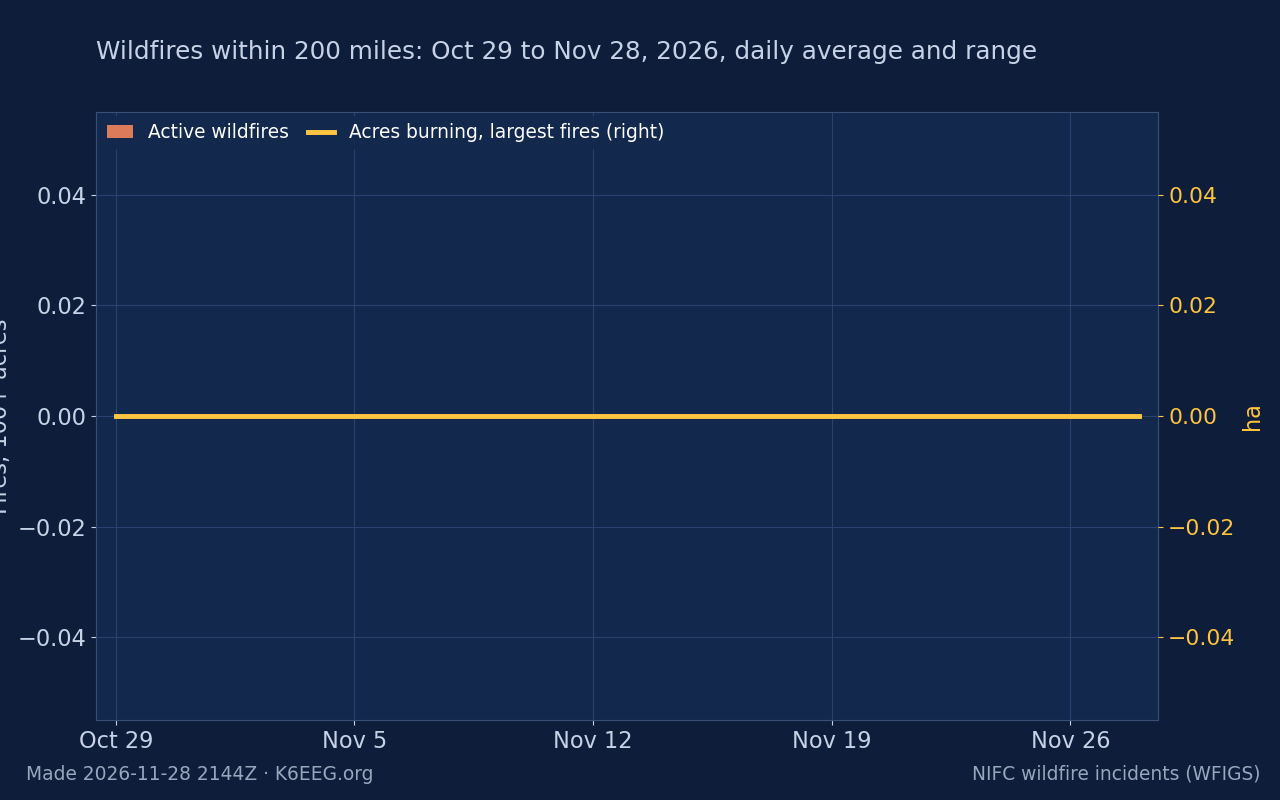 Wildfires within 200 miles: Oct 29 to Nov 28, 2026, daily average and range
Active wildfires
Acres burning, largest fires (right)
0.04
0.02
0.00
−0.02
−0.04
acres
0.04
0.02
0.00
−0.02
−0.04
ha
Oct 29
Nov 5
Nov 12
Nov 19
Nov 26
Made 2026-11-28 2144Z · K6EEG.org
NIFC wildfire incidents (WFIGS)